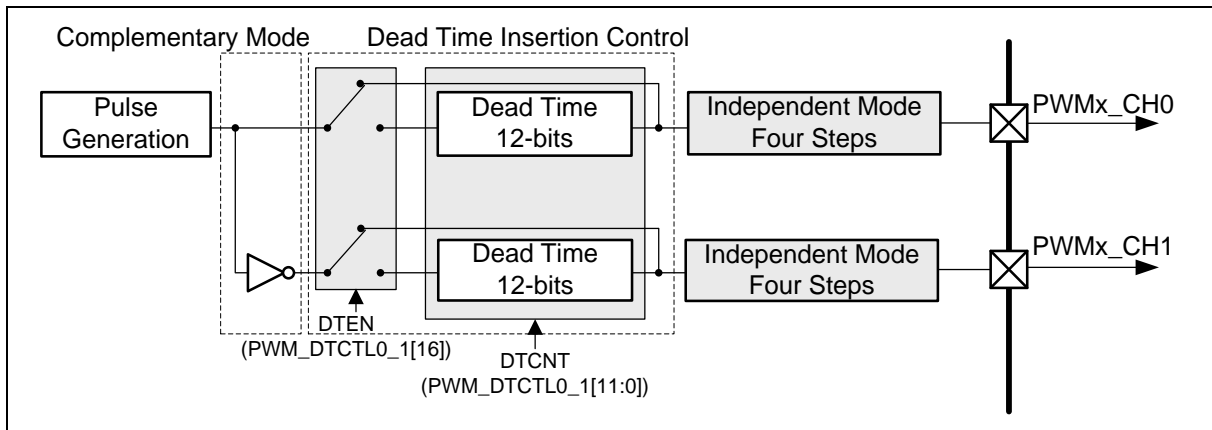 Complementary Mode
Dead Time Insertion Control
Pulse
Generation
Dead Time
12-bits
Independent Mode
Four Steps
PWMx_CH0
Dead Time
12-bits
Independent Mode
Four Steps
PWMx_CH1
DTEN
(PWM_DTCTL0_1[16])
DTCNT
(PWM_DTCTL0_1[11:0])